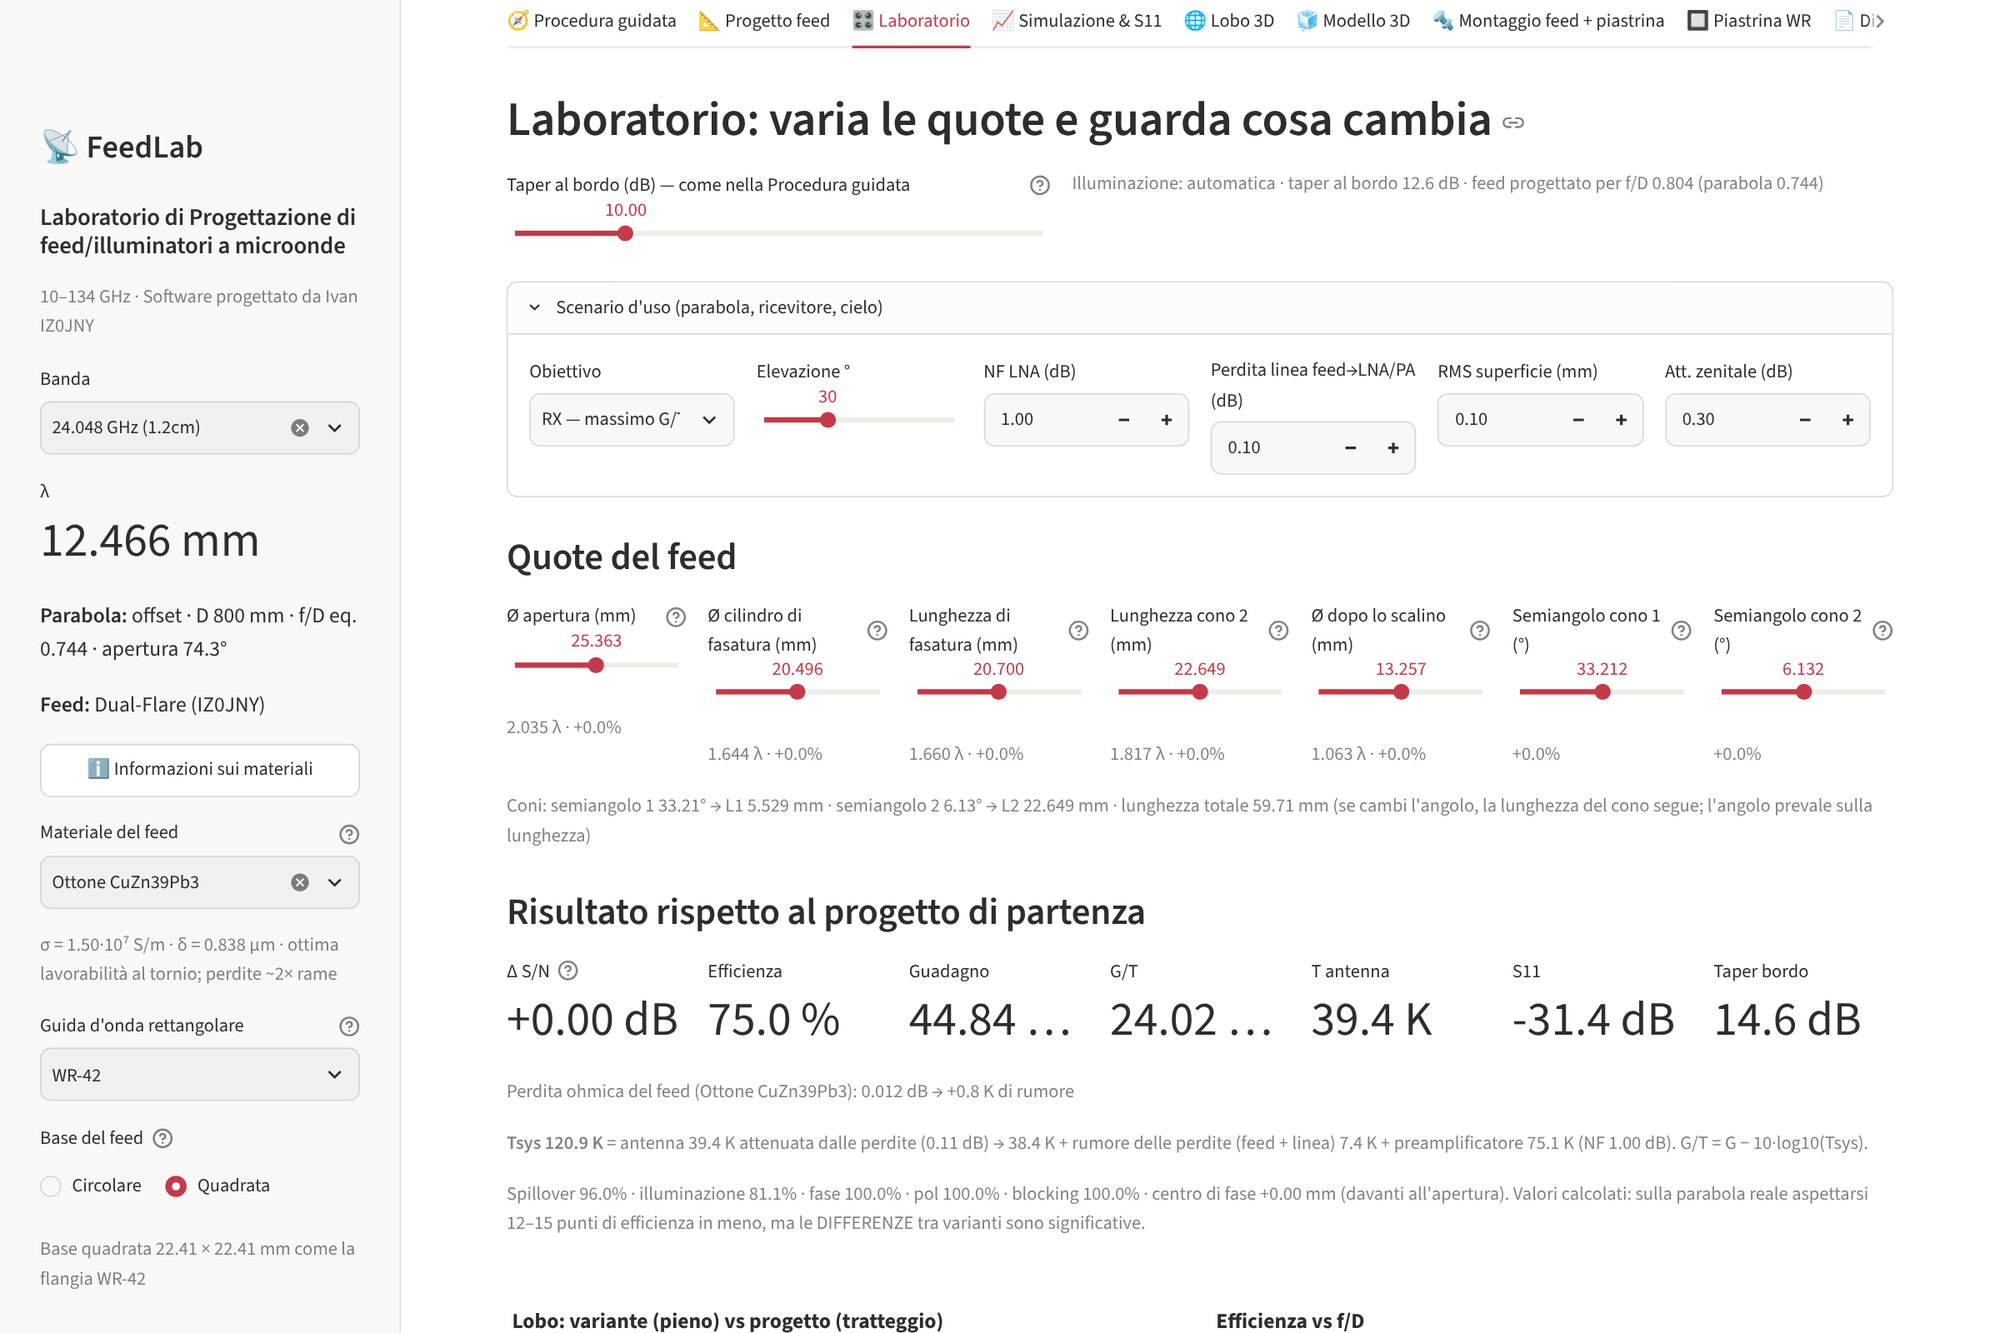 Procedura guidata
Progetto feed
Laboratorio
Simulazione & S11
Lobo 3D
Modello 3D
Montaggio feed + piastrina
Piastrina WR
Di
FeedLab
Laboratorio di Progettazione di
feed/illuminatori a microonde
10–134 GHz · Software progettato da Ivan
IZ0JNY
Banda
24.048 GHz (1.2cm)
λ
12.466 mm
Parabola: offset · D 800 mm · f/D eq.
0.744 · apertura 74.3°
Feed: Dual-Flare (IZ0JNY)
Informazioni sui materiali
Materiale del feed
Ottone CuZn39Pb3
σ = 1.50·10⁷ S/m · δ = 0.838 µm · ottima
lavorabilità al tornio; perdite ~2× rame
Guida d'onda rettangolare
WR-42
Base del feed
Circolare
Quadrata
Base quadrata 22.41 × 22.41 mm come la
flangia WR-42
Laboratorio: varia le quote e guarda cosa cambia
Taper al bordo (dB) — come nella Procedura guidata
10.00
Illuminazione: automatica · taper al bordo 12.6 dB · feed progettato per f/D 0.804 (parabola 0.744)
Scenario d'uso (parabola, ricevitore, cielo)
Obiettivo
RX — massimo G/
Elevazione °
30
NF LNA (dB)
1.00
Perdita linea feed→LNA/PA
(dB)
0.10
RMS superficie (mm)
0.10
Att. zenitale (dB)
0.30
Quote del feed
Ø apertura (mm)
25.363
2.035 λ · +0.0%
Ø cilindro di
fasatura (mm)
20.496
1.644 λ · +0.0%
Lunghezza di
fasatura (mm)
20.700
1.660 λ · +0.0%
Lunghezza cono 2
(mm)
22.649
1.817 λ · +0.0%
Ø dopo lo scalino
(mm)
13.257
1.063 λ · +0.0%
Semiangolo cono 1
(°)
33.212
+0.0%
Semiangolo cono 2
(°)
6.132
+0.0%
Coni: semiangolo 1 33.21° → L1 5.529 mm · semiangolo 2 6.13° → L2 22.649 mm · lunghezza totale 59.71 mm (se cambi l'angolo, la lunghezza del cono segue; l'angolo prevale sulla
lunghezza)
Risultato rispetto al progetto di partenza
Δ S/N
+0.00 dB
Efficienza
75.0 %
Guadagno
44.84 …
G/T
24.02 …
T antenna
39.4 K
S11
-31.4 dB
Taper bordo
14.6 dB
Perdita ohmica del feed (Ottone CuZn39Pb3): 0.012 dB → +0.8 K di rumore
Tsys 120.9 K = antenna 39.4 K attenuata dalle perdite (0.11 dB) → 38.4 K + rumore delle perdite (feed + linea) 7.4 K + preamplificatore 75.1 K (NF 1.00 dB). G/T = G − 10·log10(Tsys).
Spillover 96.0% · illuminazione 81.1% · fase 100.0% · pol 100.0% · blocking 100.0% · centro di fase +0.00 mm (davanti all'apertura). Valori calcolati: sulla parabola reale aspettarsi
12–15 punti di efficienza in meno, ma le DIFFERENZE tra varianti sono significative.
Lobo: variante (pieno) vs progetto (tratteggio)
Efficienza vs f/D